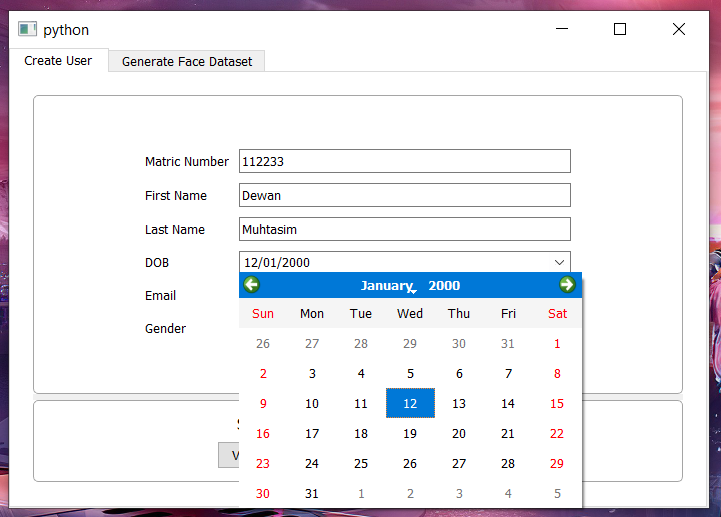 python
Create User Generate Face Dataset
Matric Number 112233
First Name Dewan
Last Name Muhtasim
DOB 12/01/2000
January 2000
Email
Gender
Sun Mon Tue Wed Thu Fri Sat
26 27 28 29 30 31 1
2 3 4 5 6 7 8
9 10 11 12 13 14 15
16 17 18 19 20 21 22
23 24 25 26 27 28 29
30 31 1 2 3 4 5